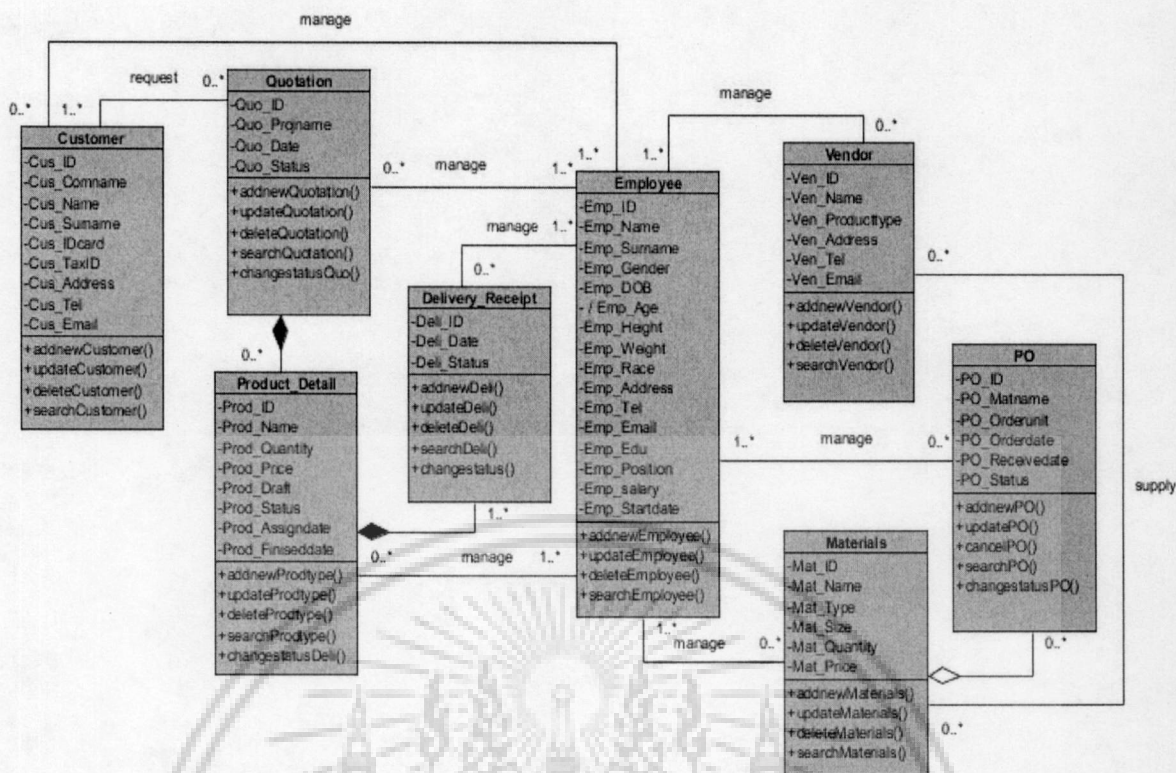 manage
request
0..*
0..*
1..*
Customer
-Cus_ID
-Cus_Comname
-Cus_Name
-Cus_Surname
-Cus_IDcard
-Cus_TaxID
-Cus_Address
-Cus_Tel
-Cus_Email
+addnewCustomer()
+updateCustomer()
+deleteCustomer()
+searchCustomer()
Quotation
-Quo_ID
-Quo_Projname
-Quo_Date
-Quo_Status
+addnewQuotation()
+updateQuotation()
+deleteQuotation()
+searchQuotation()
+changestatusQuo()
0..*
manage
1..*
1..*
0..*
Product_Detail
-Prod_ID
-Prod_Name
-Prod_Quantity
-Prod_Price
-Prod_Draft
-Prod_Status
-Prod_Assigndate
-Prod_Finiseddate
+addnewProdtype()
+updateProdtype()
+deleteProdtype()
+searchProdtype()
+changestatusDeli()
manage
1..*
0..*
Delivery_Receipt
-Deli_ID
-Deli_Date
-Deli_Status
+addnewDeli()
+updateDeli()
+deleteDeli()
+searchDeli()
+changestatus()
1..*
0..*
manage
1..*
Employee
-Emp_ID
-Emp_Name
-Emp_Surname
-Emp_Gender
-Emp_DOB
- / Emp_Age
-Emp_Height
-Emp_Weight
-Emp_Race
-Emp_Address
-Emp_Tel
-Emp_Email
-Emp_Edu
-Emp_Position
-Emp_salary
-Emp_Startdate
+addnewEmployee()
+updateEmployee()
+deleteEmployee()
+searchEmployee()
manage
1..*
0..*
Vendor
-Ven_ID
-Ven_Name
-Ven_Producttype
-Ven_Address
-Ven_Tel
-Ven_Email
+addnewVendor()
+updateVendor()
+deleteVendor()
+searchVendor()
0..*
1..*
manage
0..*
PO
-PO_ID
-PO_Matname
-PO_Orderunit
-PO_Orderdate
-PO_Receivedate
-PO_Status
+addnewPO()
+updatePO()
+cancelPO()
+searchPO()
+changestatusPO()
0..*
supply
1..*
manage
0..*
Materials
-Mat_ID
-Mat_Name
-Mat_Type
-Mat_Size
-Mat_Quantity
-Mat_Price
+addnewMaterials()
+updateMaterials()
+deleteMaterials()
+searchMaterials()
0..*